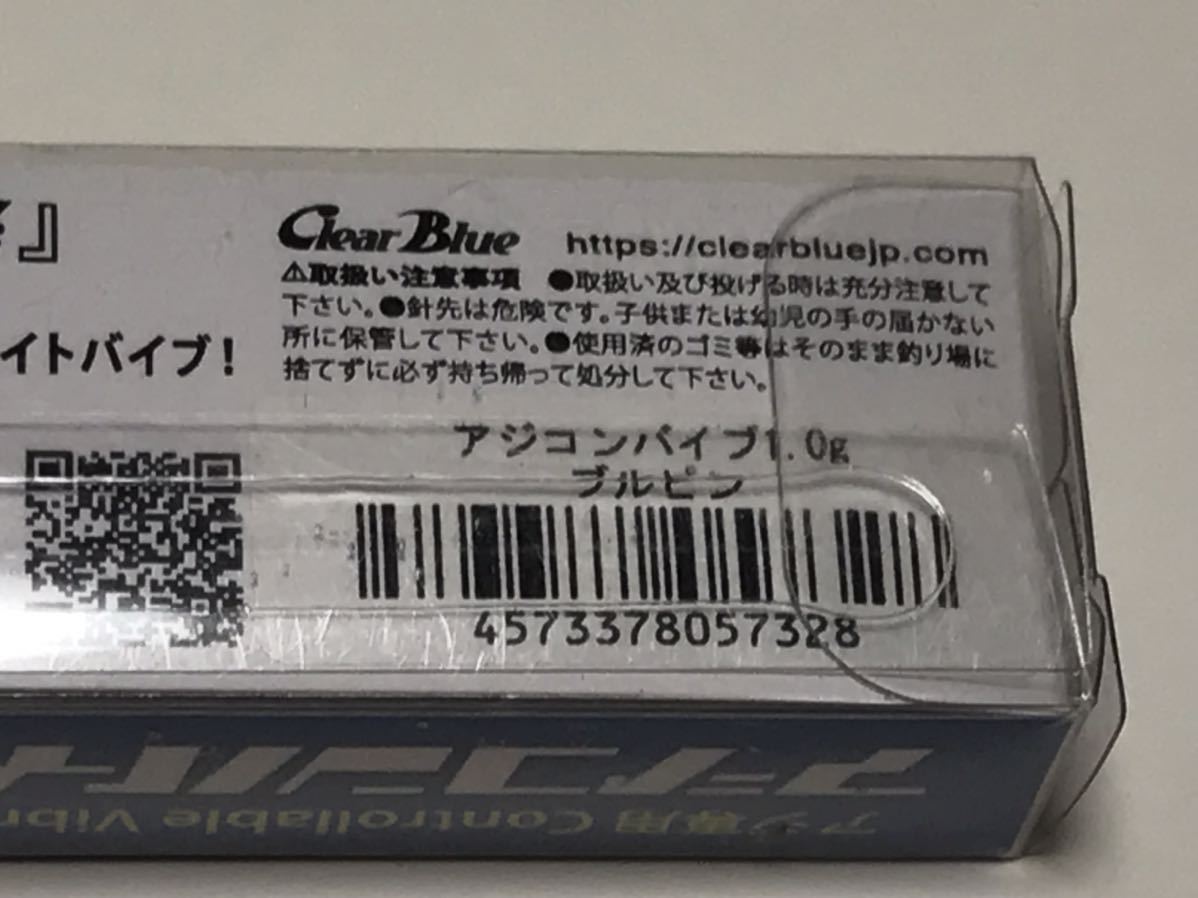 』
イトバイブ!
Clear Blue https://clearbluejp.com
⚠取扱い注意事項 ●取扱い及び投げる時は充分注意して
下さい。●針先は危険です。子供または幼児の手の届かない
所に保管して下さい。●使用済のゴミ等はそのまま釣り場に
捨てずに必ず持ち帰って処分して下さい。
アジコンバイブ1.0g
ブルピン
4573378057328
アジコンバイ
アジ専用 Controllable Vibr